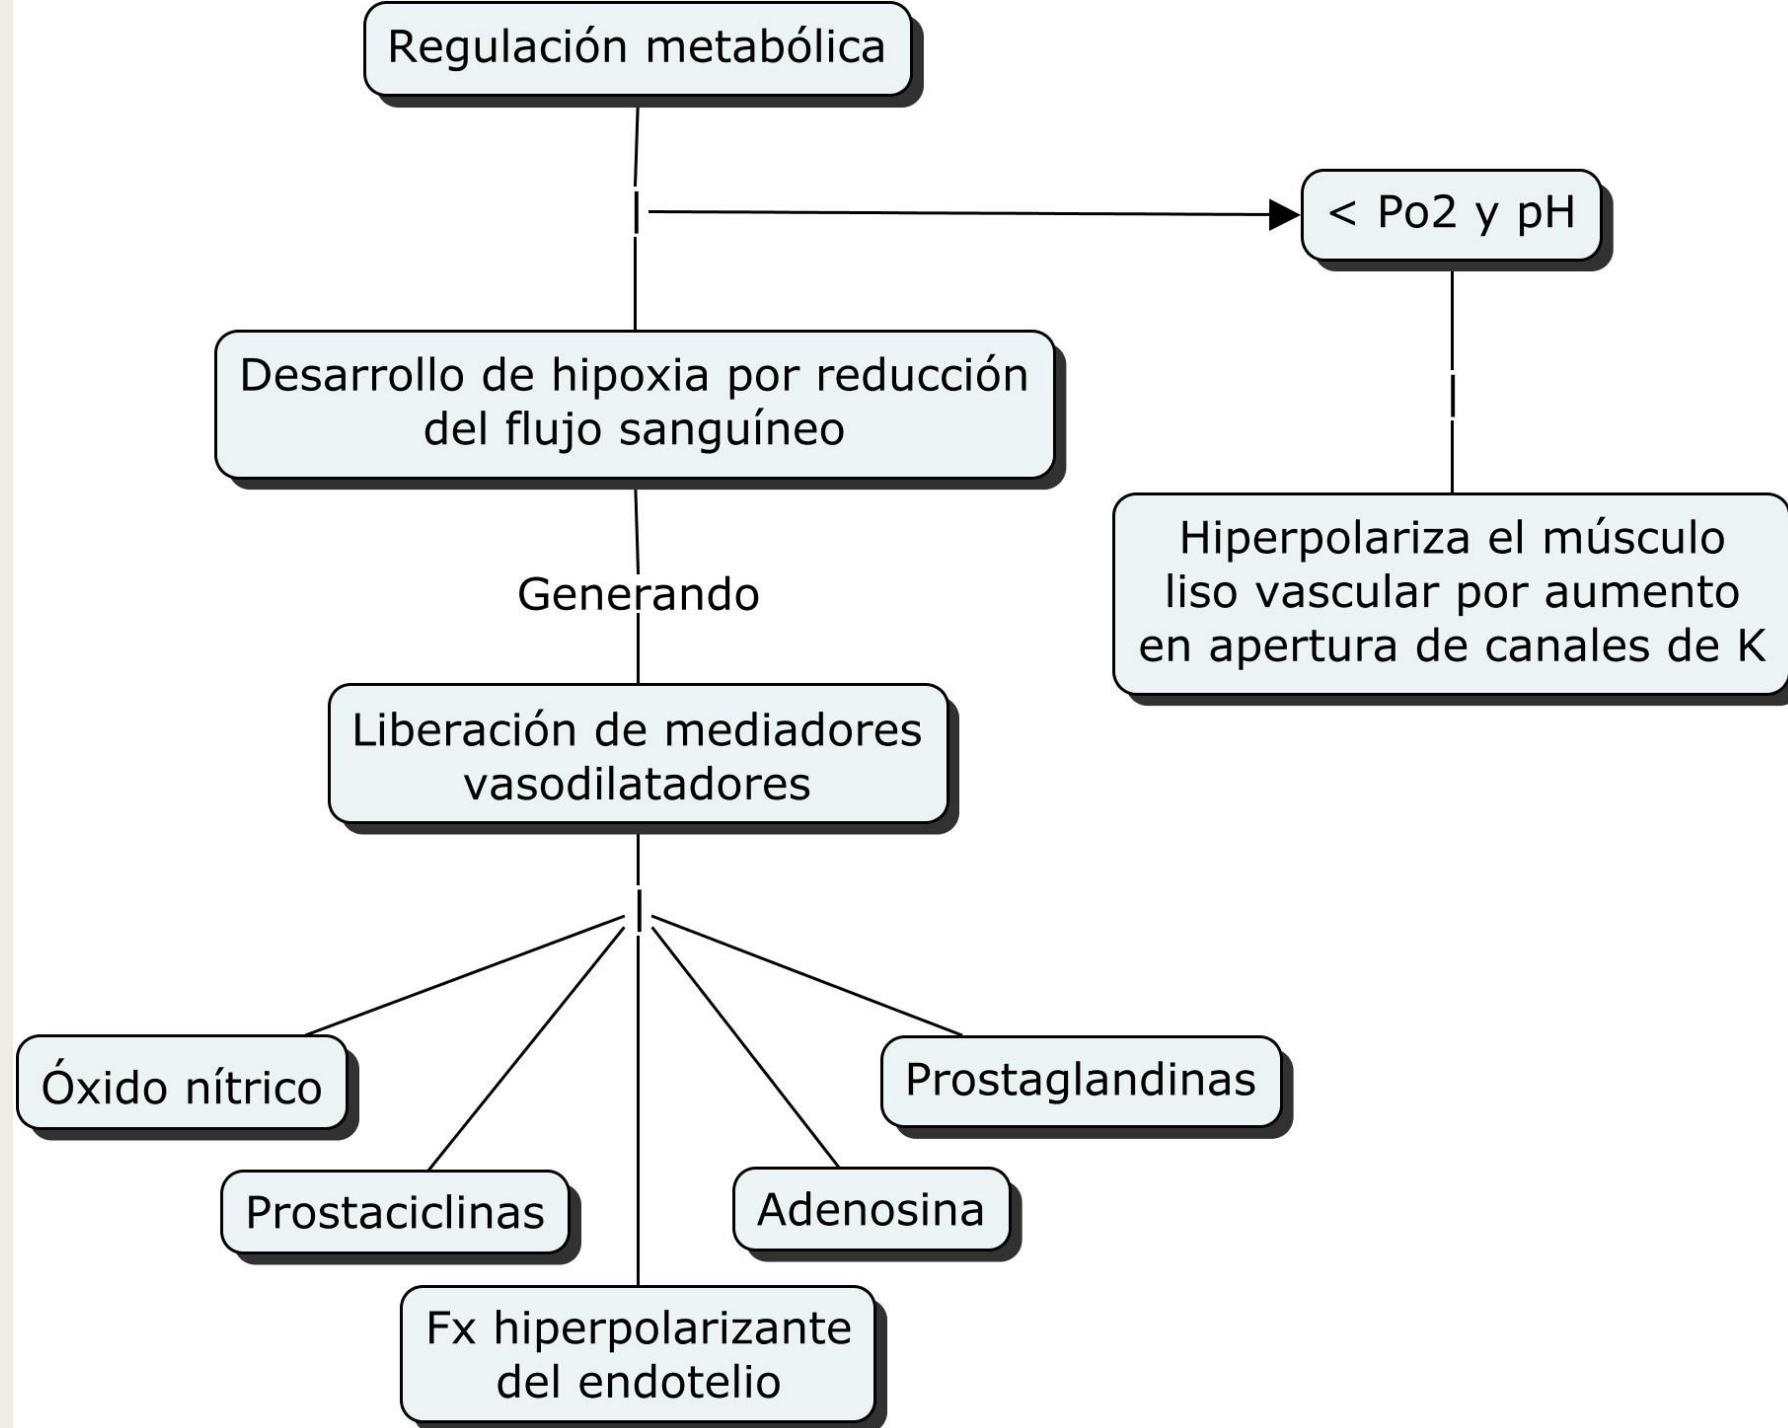 Regulación metabólica
< Po2 y pH
Desarrollo de hipoxia por reducción
del flujo sanguíneo
Hiperpolariza el músculo
liso vascular por aumento
en apertura de canales de K
Generando
Liberación de mediadores
vasodilatadores
Óxido nítrico
Prostaglandinas
Prostaciclinas
Adenosina
Fx hiperpolarizante
del endotelio